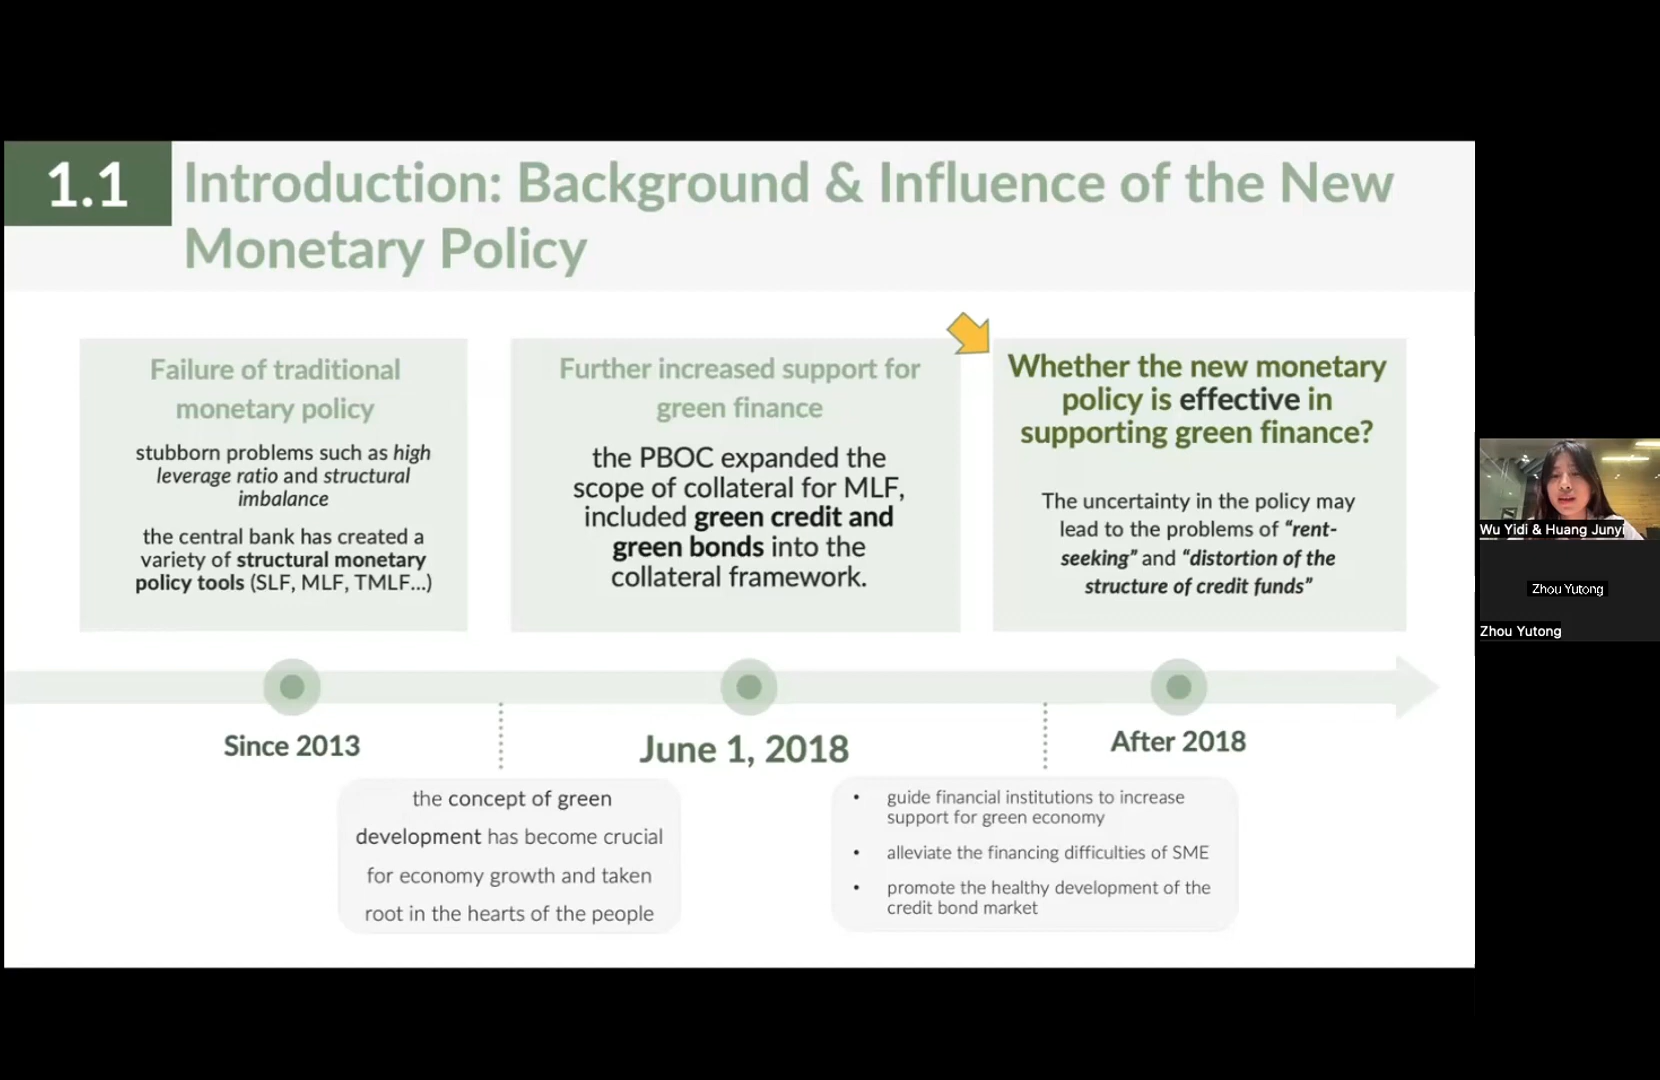 1.1
Introduction: Background & Influence of the New
Monetary Policy
Failure of traditional
monetary policy
stubborn problems such as high
leverage ratio and structural
imbalance
the central bank has created a
variety of structural monetary
policy tools (SLF, MLF, TMLF...)
Further increased support for
green finance
the PBOC expanded the
scope of collateral for MLF,
included green credit and
green bonds into the
collateral framework.
Whether the new monetary
policy is effective in
supporting green finance?
The uncertainty in the policy may
lead to the problems of “rent-
seeking” and “distortion of the
structure of credit funds”
Since 2013
June 1, 2018
After 2018
the concept of green
development has become crucial
for economy growth and taken
root in the hearts of the people
• guide financial institutions to increase
support for green economy
• alleviate the financing difficulties of SME
• promote the healthy development of the
credit bond market
Wu Yidi & Huang Junyi
Zhou Yutong
Zhou Yutong